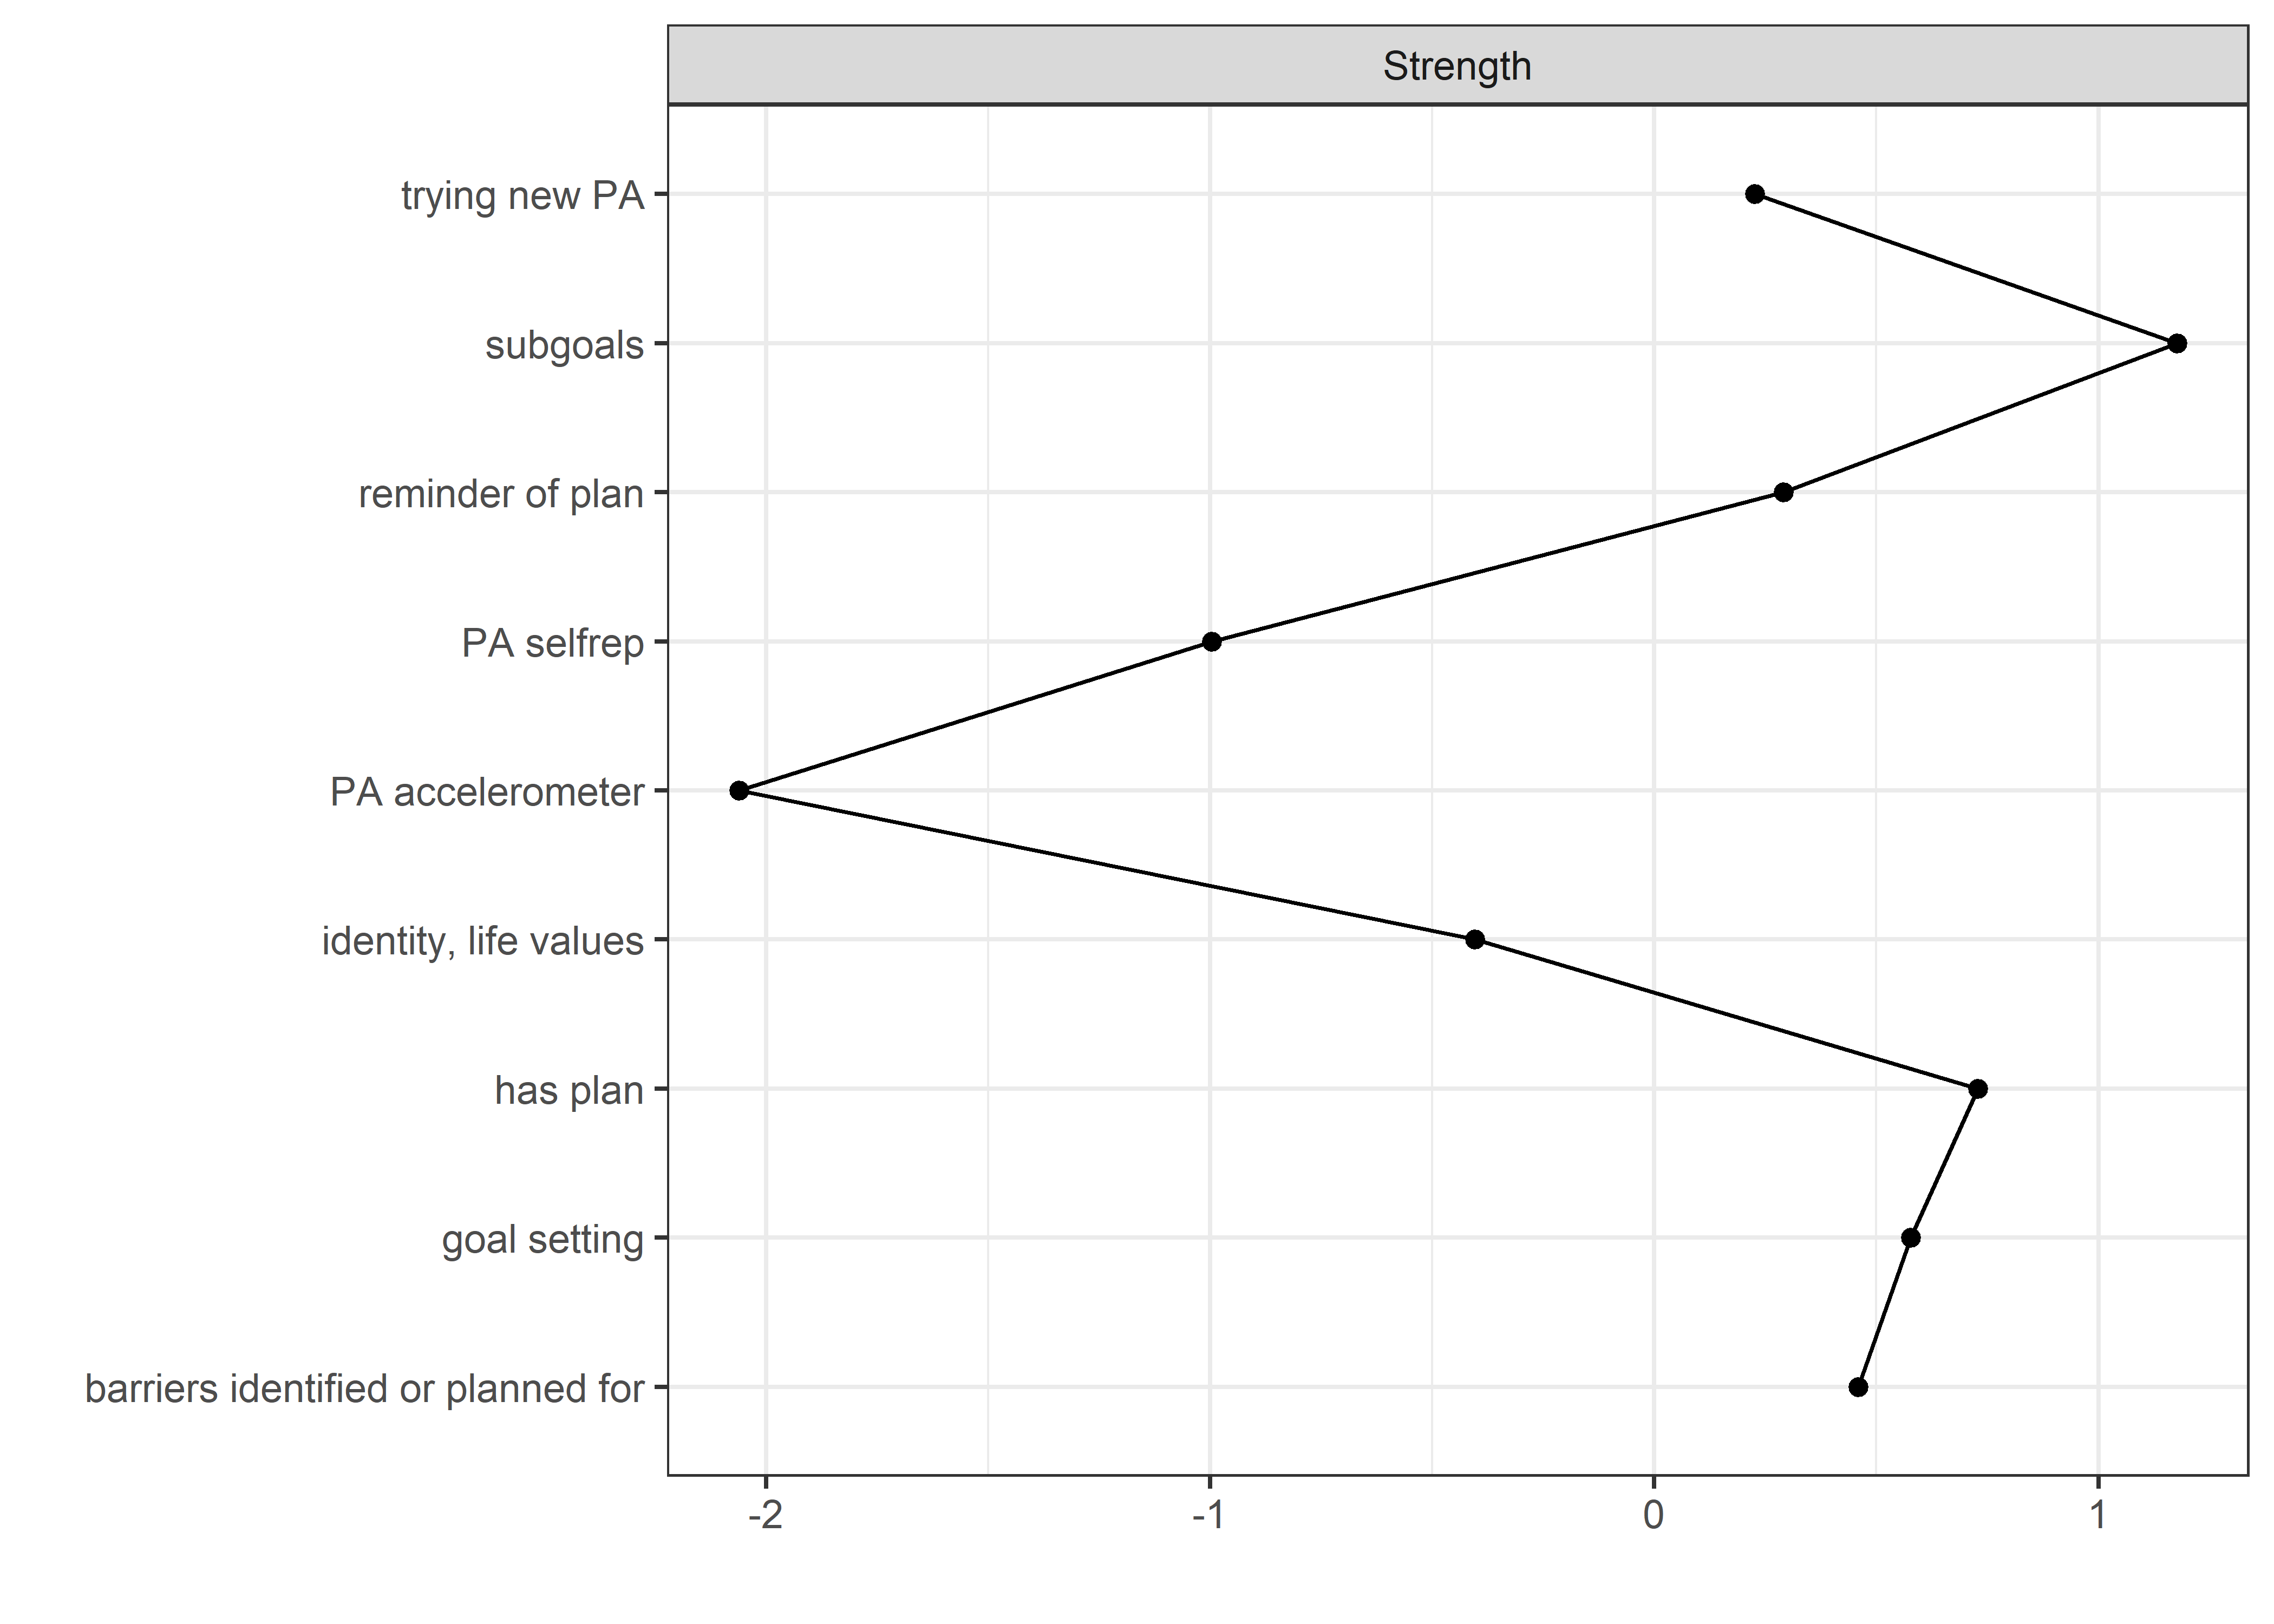 Strength
trying new PA
subgoals
reminder of plan
PA selfrep
PA accelerometer
identity, life values
has plan
goal setting
barriers identified or planned for
-2 -1 0 1